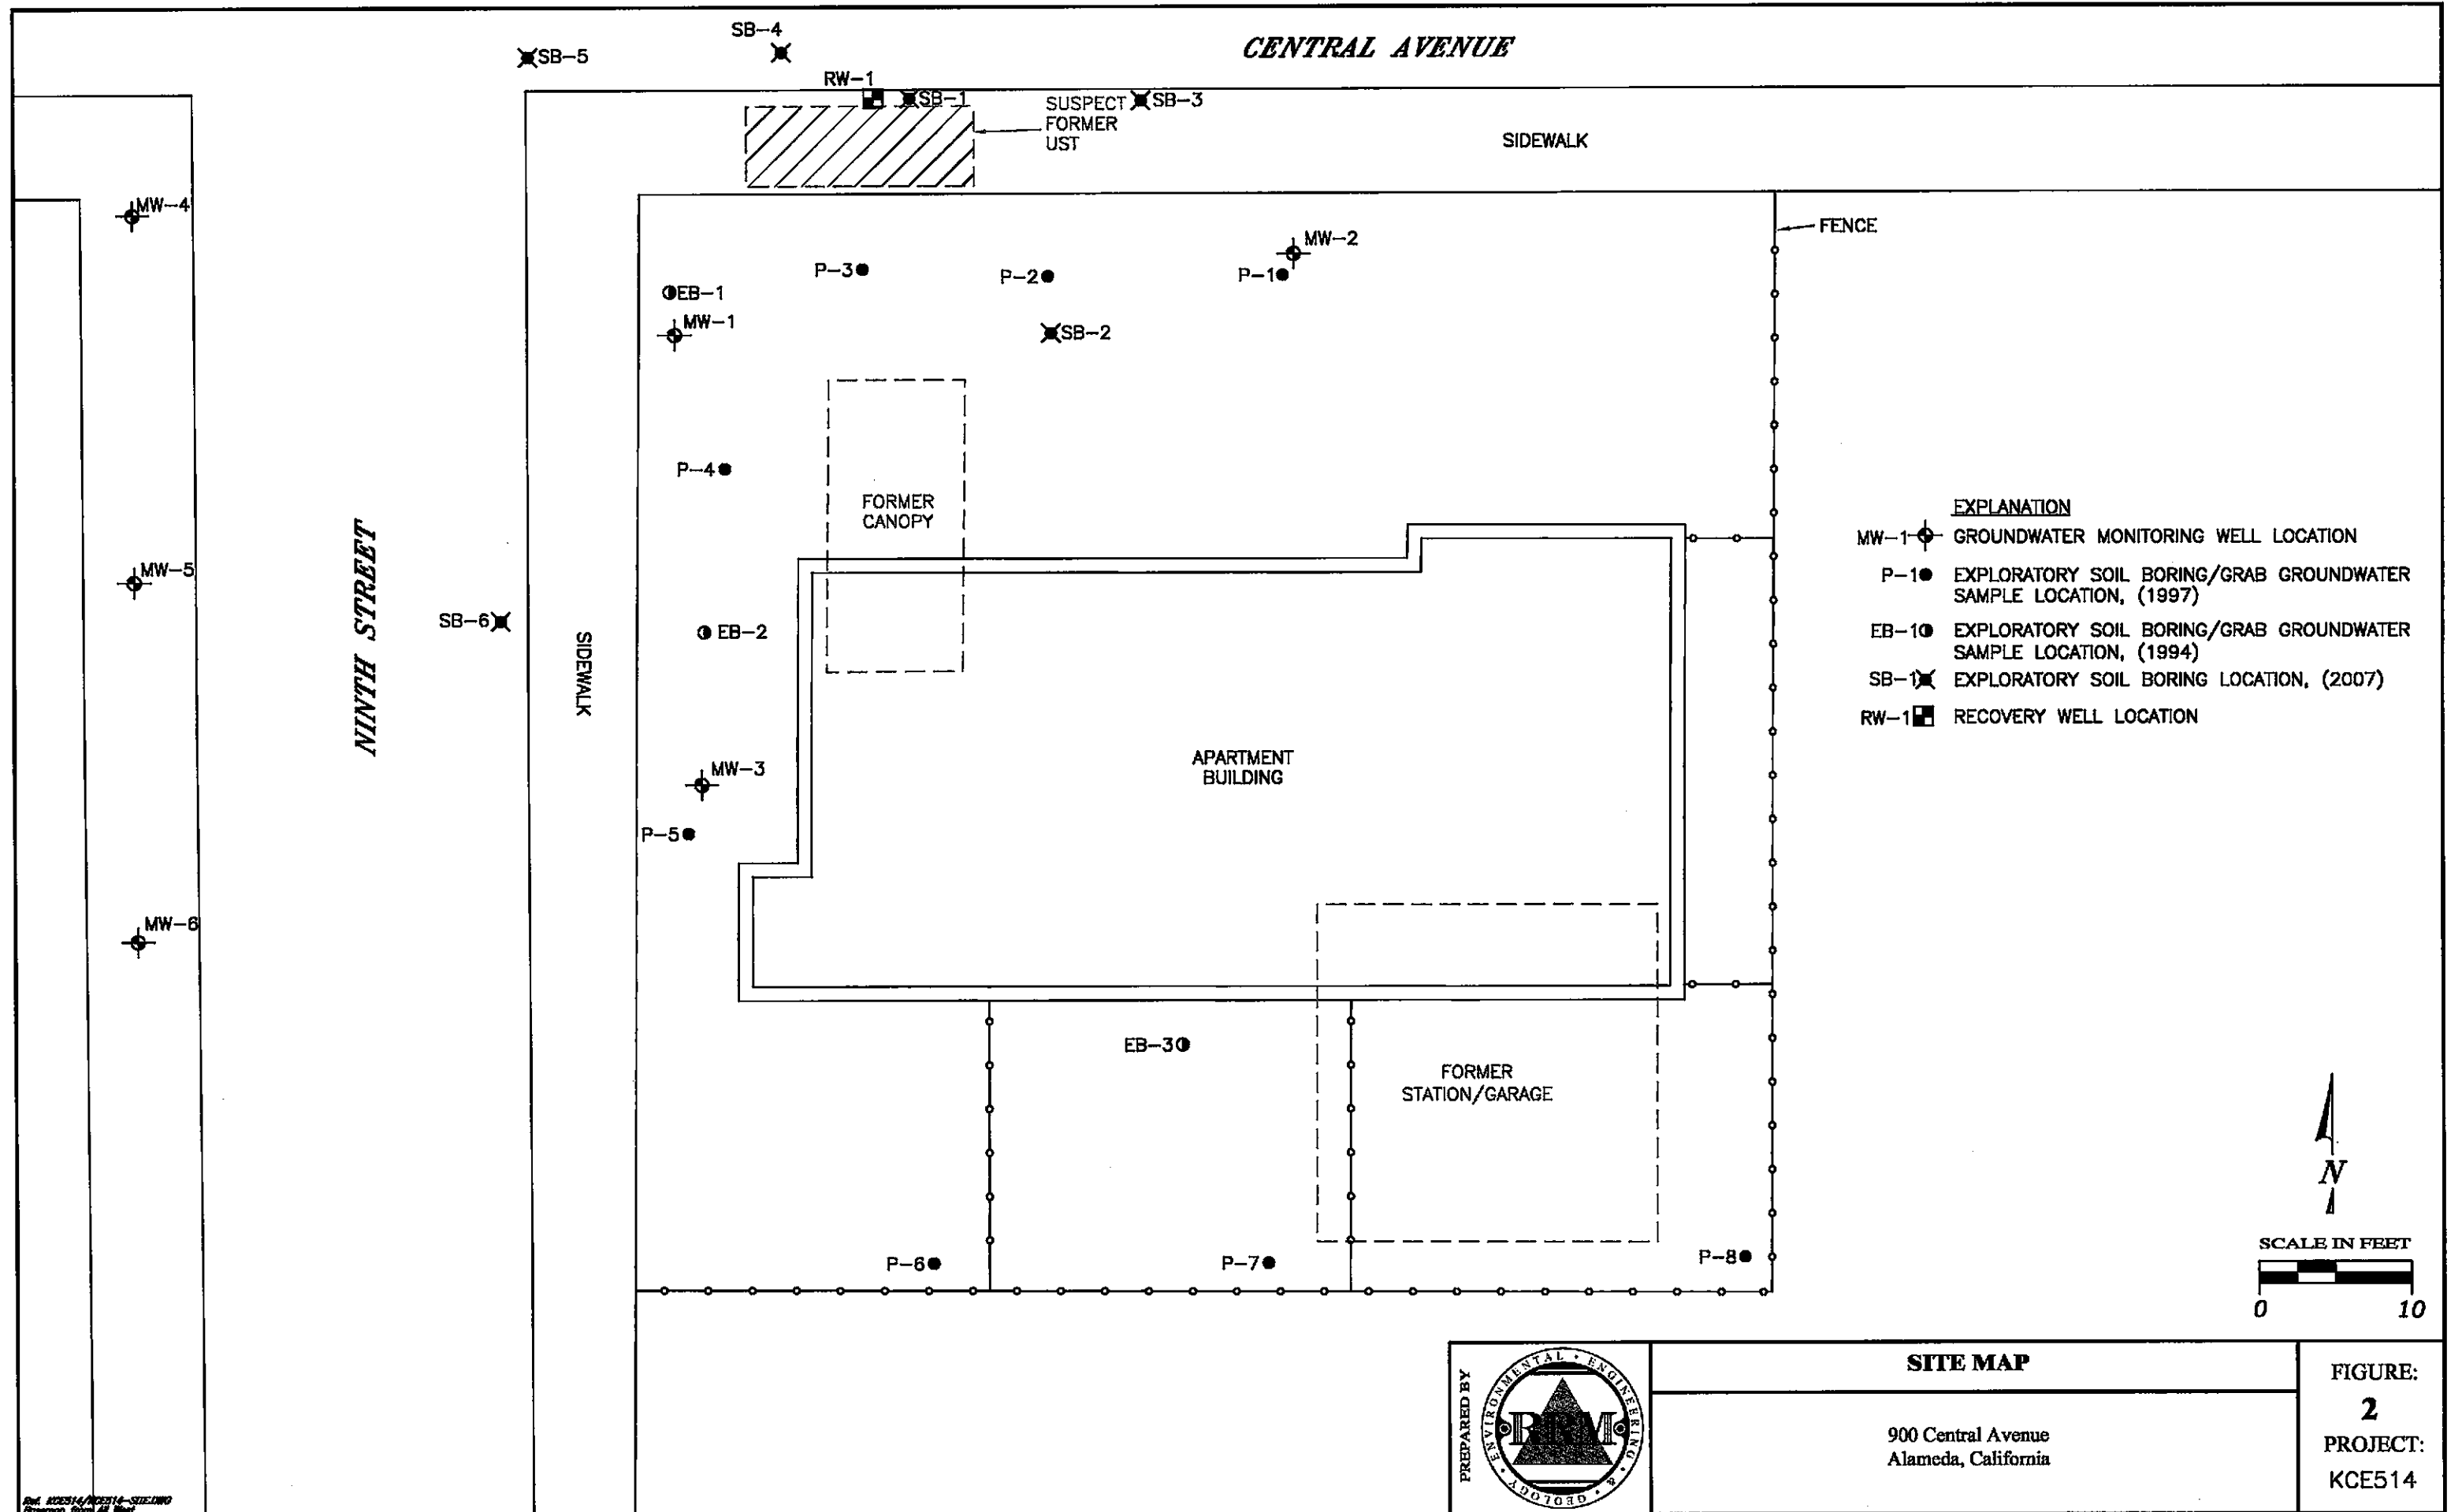 SB-4
SB-5
CENTRAL AVENUE
RW-1
SB-1
SUSPECT
FORMER
UST
SB-3
SIDEWALK
MW-4
FENCE
MW-2
P-3
P-2
P-1
EB-1
MW-1
SB-2
P-4
FORMER
CANOPY
NINTH STREET
MW-5
SB-6
SIDEWALK
EB-2
MW-3
APARTMENT
BUILDING
P-5
MW-6
EB-3
FORMER
STATION/GARAGE
P-6
P-7
P-8
EXPLANATION
MW-1 GROUNDWATER MONITORING WELL LOCATION
P-1 EXPLORATORY SOIL BORING/GRAB GROUNDWATER
SAMPLE LOCATION, (1997)
EB-1 EXPLORATORY SOIL BORING/GRAB GROUNDWATER
SAMPLE LOCATION, (1994)
SB-1 EXPLORATORY SOIL BORING LOCATION, (2007)
RW-1 RECOVERY WELL LOCATION
N
SCALE IN FEET
0 10
PREPARED BY
ENVIRONMENTAL • ENGINEERING • & GEOLOGY •
RRM
SITE MAP
900 Central Avenue
Alameda, California
FIGURE:
2
PROJECT:
KCE514